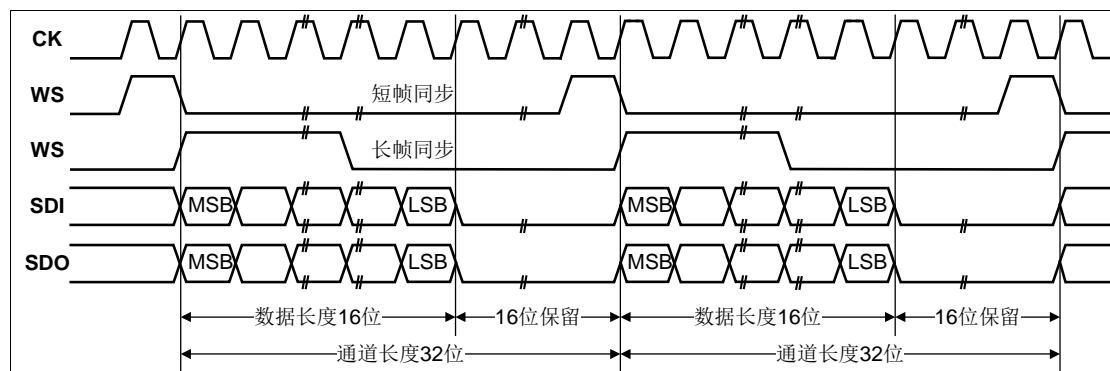 CK
WS
短帧同步
WS
长帧同步
SDI
MSB
LSB
MSB
LSB
SDO
MSB
LSB
MSB
LSB
数据长度16位
16位保留
数据长度16位
16位保留
通道长度32位
通道长度32位